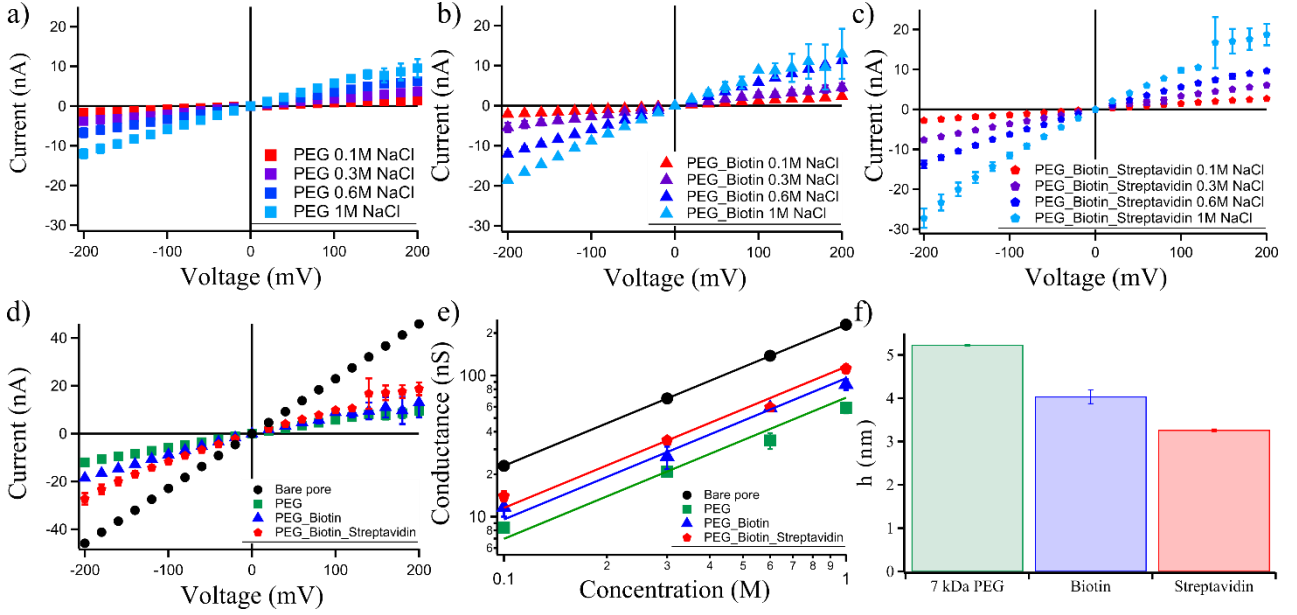 a)
Current (nA)
20
10
0
-10
-20
-30
-200
-100
0
100
200
Voltage (mV)
PEG 0.1M NaCl
PEG 0.3M NaCl
PEG 0.6M NaCl
PEG 1M NaCl
b)
Current (nA)
20
10
0
-10
-20
-30
-200
-100
0
100
200
Voltage (mV)
PEG_Biotin 0.1M NaCl
PEG_Biotin 0.3M NaCl
PEG_Biotin 0.6M NaCl
PEG_Biotin 1M NaCl
c)
Current (nA)
20
10
0
-10
-20
-30
-200
-100
0
100
200
Voltage (mV)
PEG_Biotin_Streptavidin 0.1M NaCl
PEG_Biotin_Streptavidin 0.3M NaCl
PEG_Biotin_Streptavidin 0.6M NaCl
PEG_Biotin_Streptavidin 1M NaCl
d)
Current (nA)
40
20
0
-20
-40
-200
-100
0
100
200
Voltage (mV)
Bare pore
PEG
PEG_Biotin
PEG_Biotin_Streptavidin
e)
Conductance (nS)
2
100
8
6
4
2
10
8
6
0.1
2
3
4
5
6
7
8
9
1
Concentration (M)
Bare pore
PEG
PEG_Biotin
PEG_Biotin_Streptavidin
f)
h (nm)
5
4
3
2
1
0
7 kDa PEG
Biotin
Streptavidin